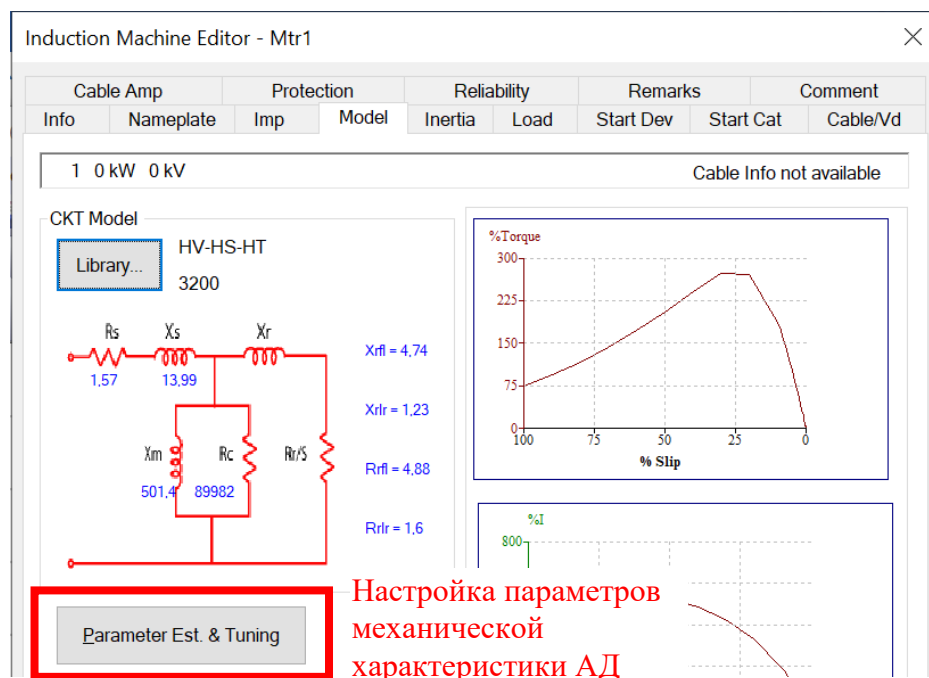 Induction Machine Editor - Mtr1
Cable Amp Protection Reliability Remarks Comment
Info Nameplate Imp Model Inertia Load Start Dev Start Cat Cable/Vd
1 0 kW 0 kV Cable Info not available
CKT Model
Library...
HV-HS-HT
3200
Rs Xs Xr
1,57 13,99
Xm Rc Rr/S
501,4 89982
Xrfl = 4,74
Xrlr = 1,23
Rrfl = 4,88
Rrlr = 1,6
%Torque
300
225
150
75
0
100 75 50 25 0
% Slip
%I
800
Parameter Est. & Tuning
Настройка параметров
механической
характеристики АД